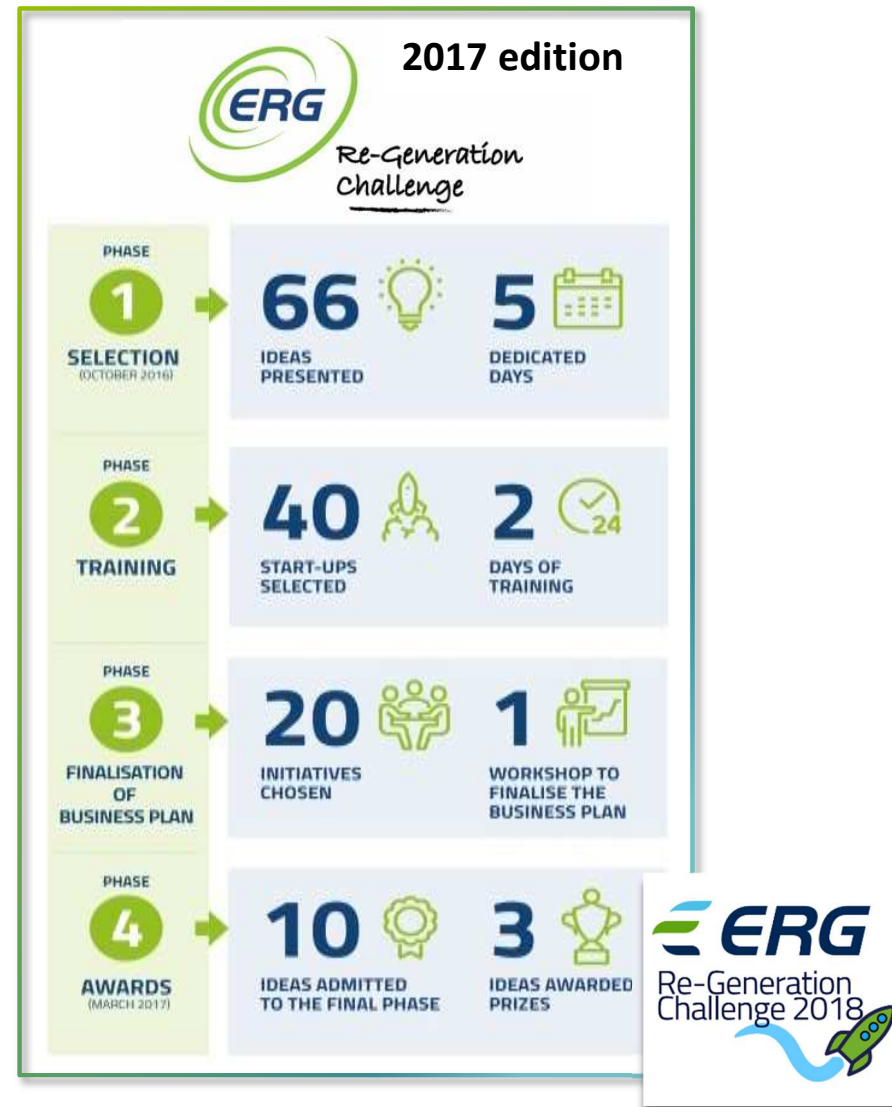 2017 edition
ERG
Re-Generation
Challenge
PHASE
1
SELECTION
(OCTOBER 2016)
66
IDEAS
PRESENTED
5
DEDICATED
DAYS
PHASE
2
TRAINING
40
START-UPS
SELECTED
2
24
DAYS OF
TRAINING
PHASE
3
FINALISATION
OF
BUSINESS PLAN
20
INITIATIVES
CHOSEN
1
WORKSHOP TO
FINALISE THE
BUSINESS PLAN
PHASE
4
AWARDS
(MARCH 2017)
10
IDEAS ADMITTED
TO THE FINAL PHASE
3
IDEAS AWARDED
PRIZES
ERG
Re-Generation
Challenge 2018